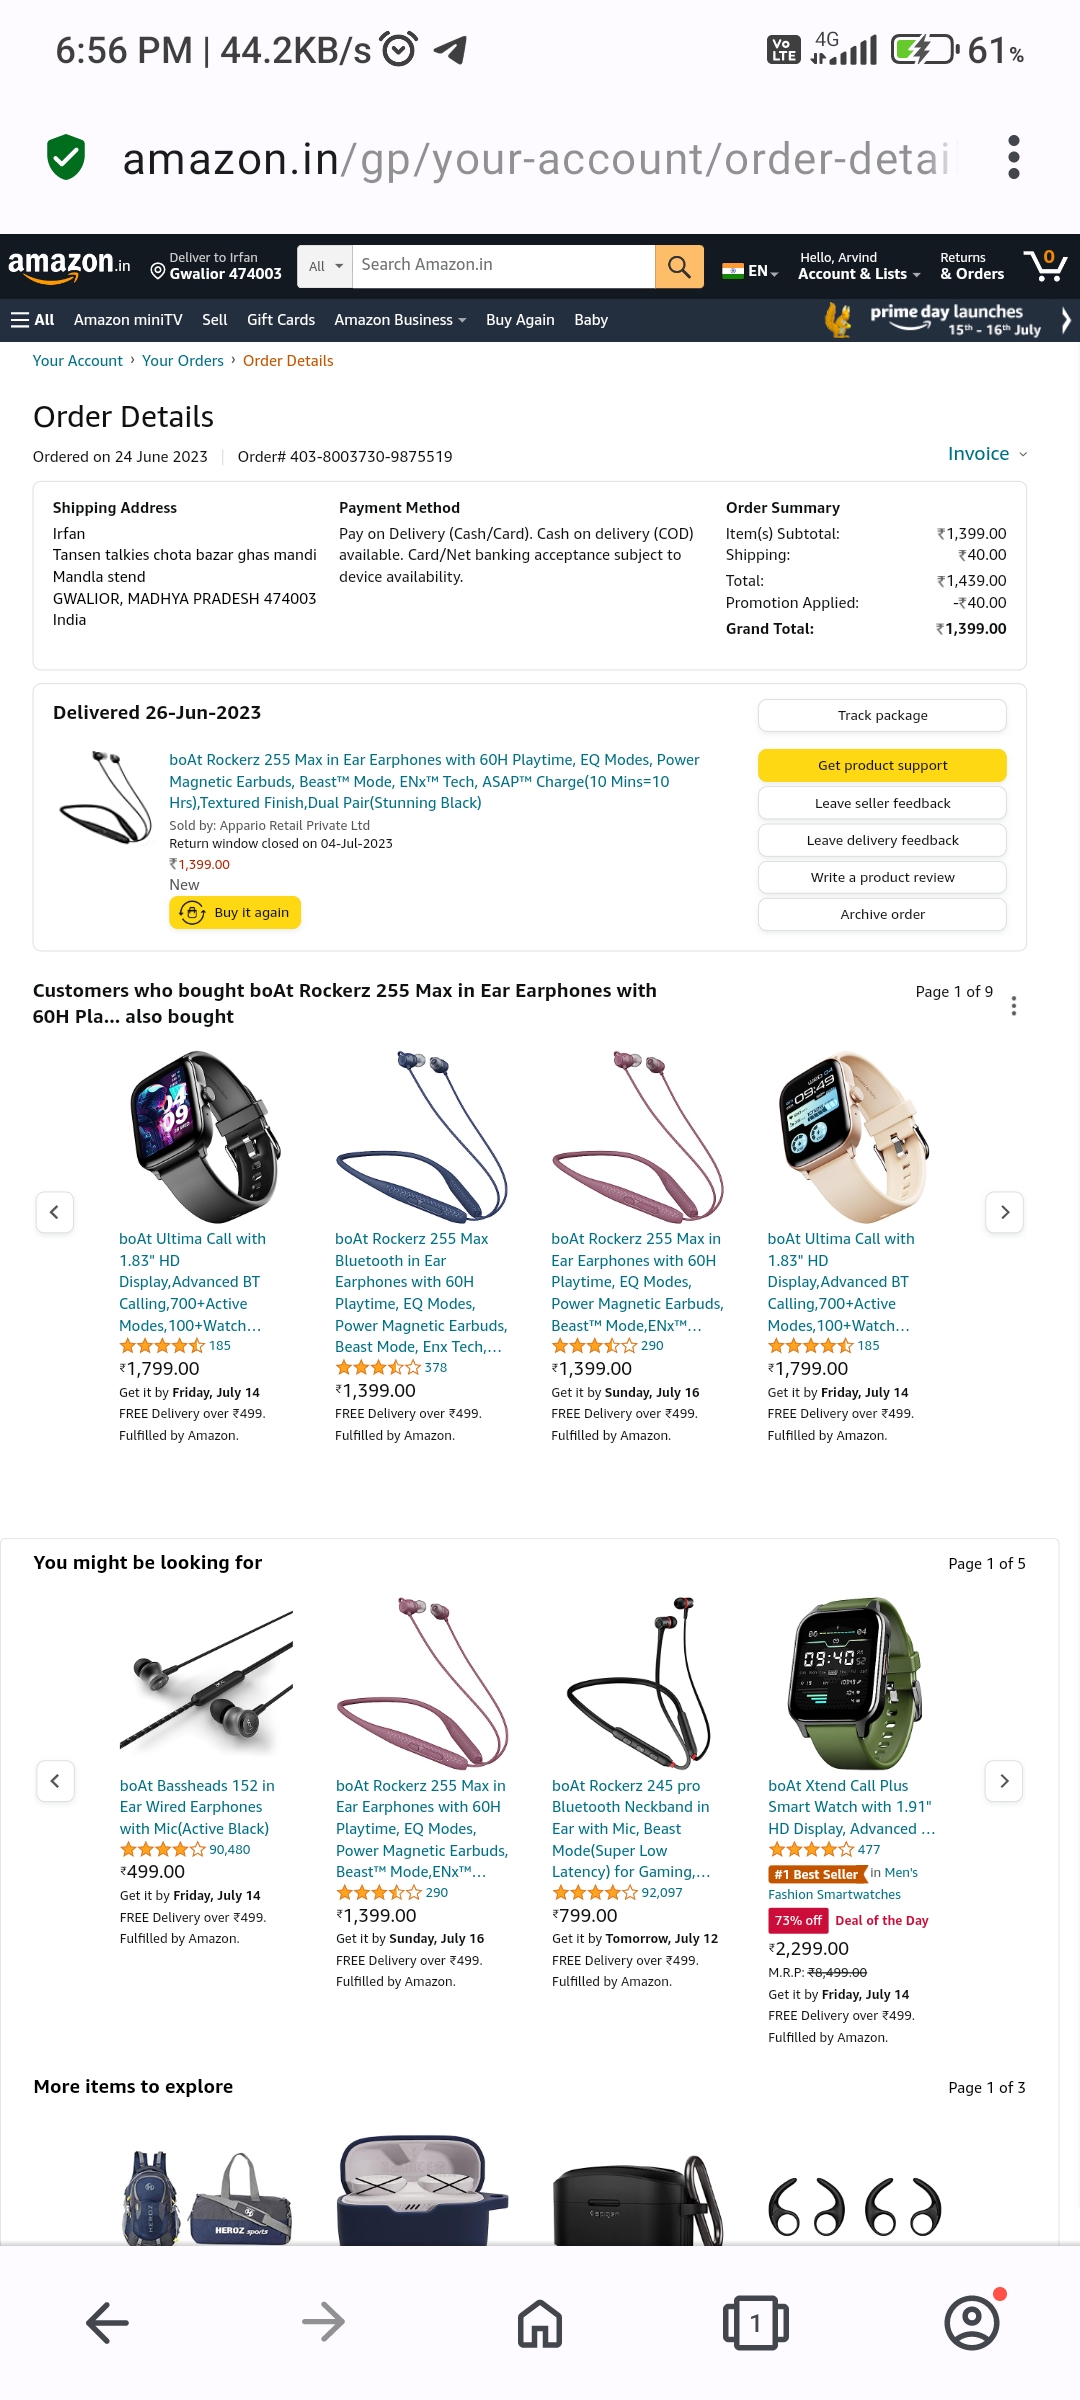 6:56 PM | 44.2KB/s
Vo LTE 4G 61%
amazon.in/gp/your-account/order-detai
amazon.in
Deliver to Irfan
Gwalior 474003
All
Search Amazon.in
EN
Hello, Arvind
Account & Lists
Returns
& Orders
0
All Amazon miniTV Sell Gift Cards Amazon Business Buy Again Baby
prime day launches
15th - 16th July
Your Account › Your Orders › Order Details
Order Details
Ordered on 24 June 2023 | Order# 403-8003730-9875519
Invoice
Shipping Address
Irfan
Tansen talkies chota bazar ghas mandi
Mandla stend
GWALIOR, MADHYA PRADESH 474003
India
Payment Method
Pay on Delivery (Cash/Card). Cash on delivery (COD)
available. Card/Net banking acceptance subject to
device availability.
Order Summary
Item(s) Subtotal: ₹1,399.00
Shipping: ₹40.00
Total: ₹1,439.00
Promotion Applied: -₹40.00
Grand Total: ₹1,399.00
Delivered 26-Jun-2023
boAt Rockerz 255 Max in Ear Earphones with 60H Playtime, EQ Modes, Power
Magnetic Earbuds, Beast™ Mode, ENx™ Tech, ASAP™ Charge(10 Mins=10
Hrs),Textured Finish,Dual Pair(Stunning Black)
Sold by: Appario Retail Private Ltd
Return window closed on 04-Jul-2023
₹1,399.00
New
Buy it again
Track package
Get product support
Leave seller feedback
Leave delivery feedback
Write a product review
Archive order
Customers who bought boAt Rockerz 255 Max in Ear Earphones with
60H Pla... also bought
Page 1 of 9
04
09
09:49
boAt Ultima Call with
1.83" HD
Display,Advanced BT
Calling,700+Active
Modes,100+Watch…
185
₹1,799.00
Get it by Friday, July 14
FREE Delivery over ₹499.
Fulfilled by Amazon.
boAt Rockerz 255 Max
Bluetooth in Ear
Earphones with 60H
Playtime, EQ Modes,
Power Magnetic Earbuds,
Beast Mode, Enx Tech,…
378
₹1,399.00
FREE Delivery over ₹499.
Fulfilled by Amazon.
boAt Rockerz 255 Max in
Ear Earphones with 60H
Playtime, EQ Modes,
Power Magnetic Earbuds,
Beast™ Mode,ENx™…
290
₹1,399.00
Get it by Sunday, July 16
FREE Delivery over ₹499.
Fulfilled by Amazon.
boAt Ultima Call with
1.83" HD
Display,Advanced BT
Calling,700+Active
Modes,100+Watch…
185
₹1,799.00
Get it by Friday, July 14
FREE Delivery over ₹499.
Fulfilled by Amazon.
You might be looking for
Page 1 of 5
09:40
boAt Bassheads 152 in
Ear Wired Earphones
with Mic(Active Black)
90,480
₹499.00
Get it by Friday, July 14
FREE Delivery over ₹499.
Fulfilled by Amazon.
boAt Rockerz 255 Max in
Ear Earphones with 60H
Playtime, EQ Modes,
Power Magnetic Earbuds,
Beast™ Mode,ENx™…
290
₹1,399.00
Get it by Sunday, July 16
FREE Delivery over ₹499.
Fulfilled by Amazon.
boAt Rockerz 245 pro
Bluetooth Neckband in
Ear with Mic, Beast
Mode(Super Low
Latency) for Gaming,…
92,097
₹799.00
Get it by Tomorrow, July 12
FREE Delivery over ₹499.
Fulfilled by Amazon.
boAt Xtend Call Plus
Smart Watch with 1.91"
HD Display, Advanced …
477
#1 Best Seller in Men's
Fashion Smartwatches
73% off Deal of the Day
₹2,299.00
M.R.P: ₹8,499.00
Get it by Friday, July 14
FREE Delivery over ₹499.
Fulfilled by Amazon.
More items to explore
Page 1 of 3
HEROZ
HEROZ sports
spigen
1